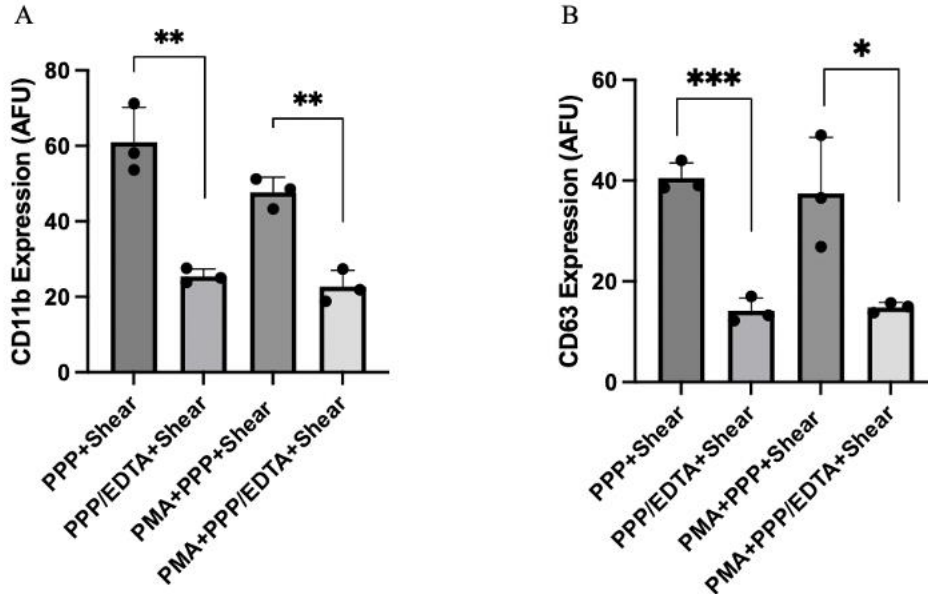 A
CD11b Expression (AFU)
80
60
40
20
0
**
**
PPP+Shear
PPP/EDTA+Shear
PMA+PPP+Shear
PMA+PPP/EDTA+Shear
B
CD63 Expression (AFU)
60
40
20
0
***
*
PPP+Shear
PPP/EDTA+Shear
PMA+PPP+Shear
PMA+PPP/EDTA+Shear